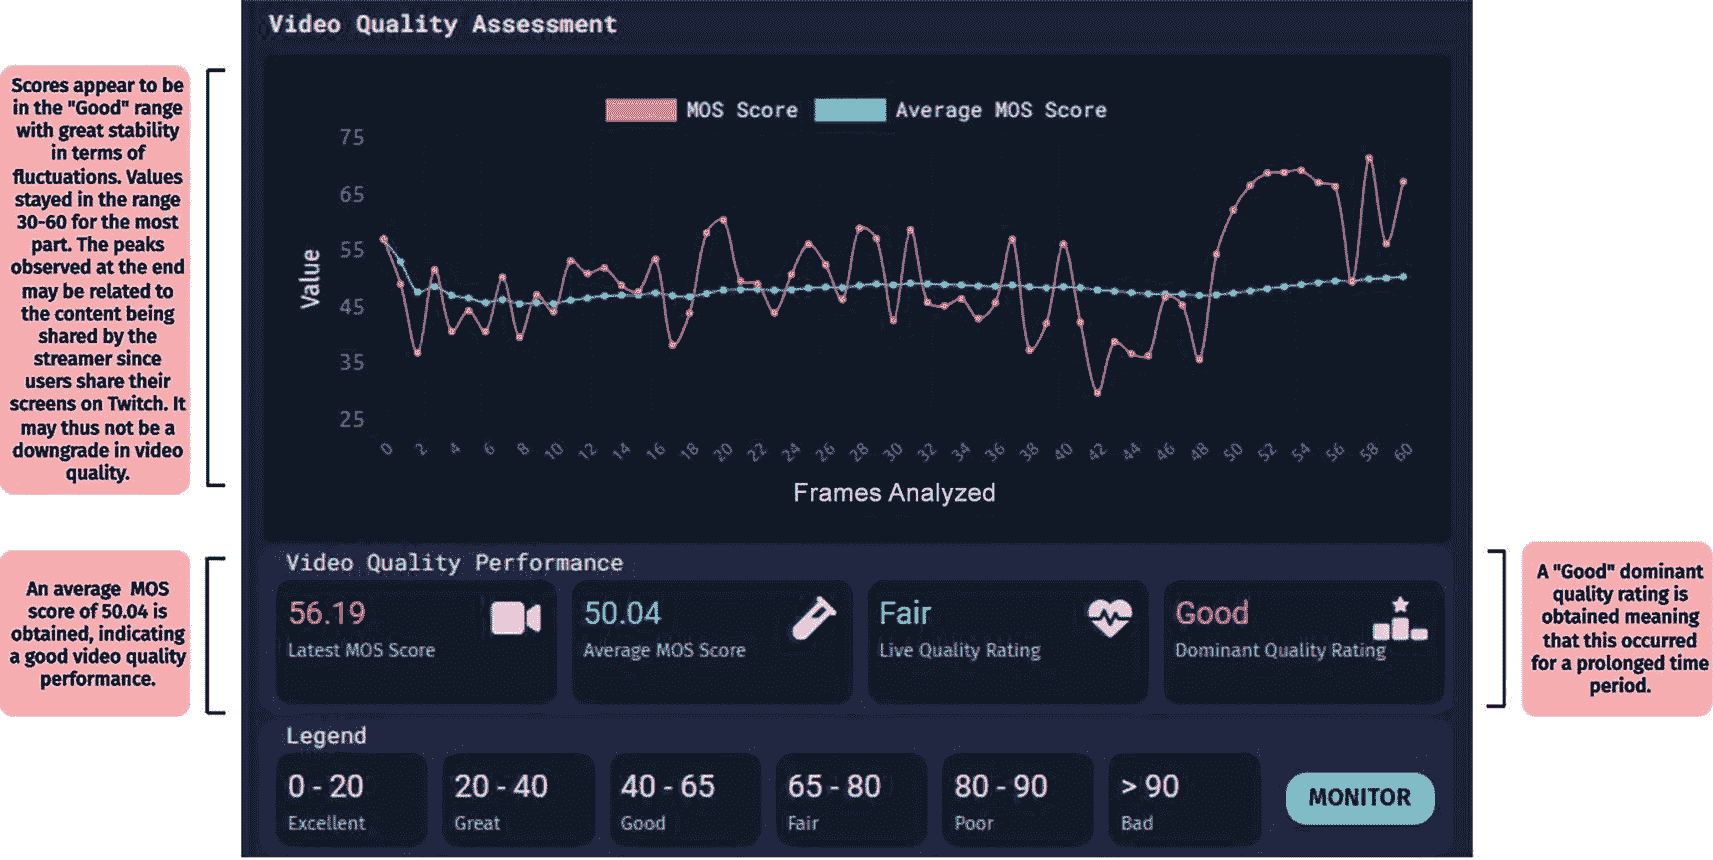 Video Quality Assessment
Scores appear to be
in the "Good" range
with great stability
in terms of
fluctuations. Values
stayed in the range
30-60 for the most
part. The peaks
observed at the end
may be related to
the content being
shared by the
streamer since
users share their
screens on Twitch. It
may thus not be a
downgrade in video
quality.
MOS Score Average MOS Score
75
65
55
45
35
25
Value
0 2 4 6 8 10 12 14 16 18 20 22 24 26 28 30 32 34 36 38 40 42 44 46 48 50 52 54 56 58 60
Frames Analyzed
An average MOS
score of 50.04 is
obtained, indicating
a good video quality
performance.
Video Quality Performance
56.19
Latest MOS Score
50.04
Average MOS Score
Fair
Live Quality Rating
Good
Dominant Quality Rating
A "Good" dominant
quality rating is
obtained meaning
that this occurred
for a prolonged time
period.
Legend
0 - 20
Excellent
20 - 40
Great
40 - 65
Good
65 - 80
Fair
80 - 90
Poor
> 90
Bad
MONITOR